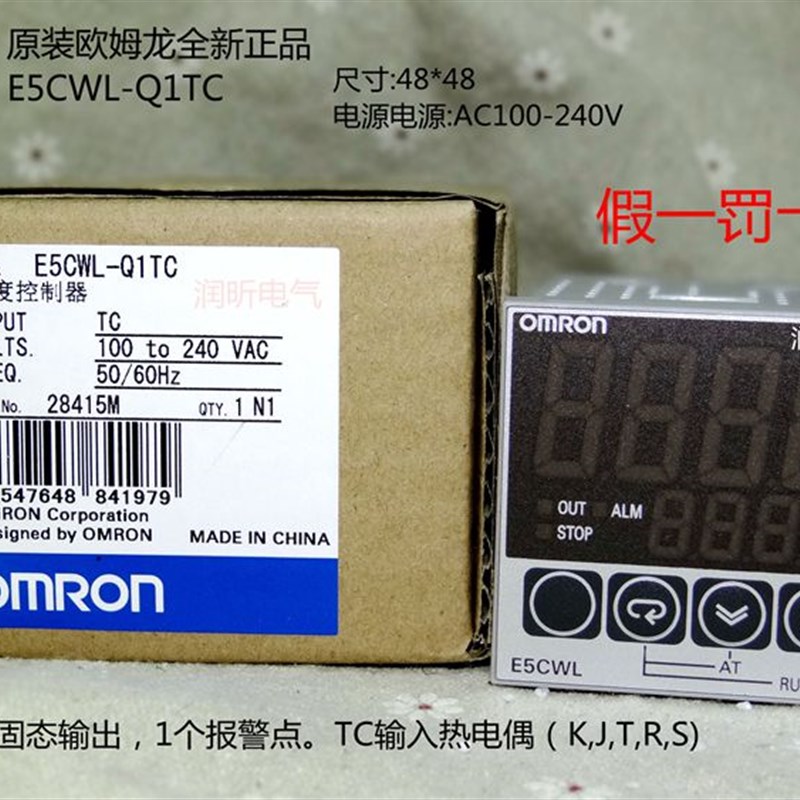 原装欧姆龙全新正品
E5CWL-Q1TC
尺寸:48*48
电源电源:AC100-240V
假一罚
E5CWL-Q1TC
度控制器
润昕电气
PUT TC
LTS. 100 to 240 VAC
EQ. 50/60Hz
No. 28415M QTY. 1 N1
547648 841979
RON Corporation
signed by OMRON
MADE IN CHINA
OMRON
OMRON
OUT ALM
STOP
E5CWL
AT
RU
固态输出，1个报警点。TC输入热电偶（K,J,T,R,S)